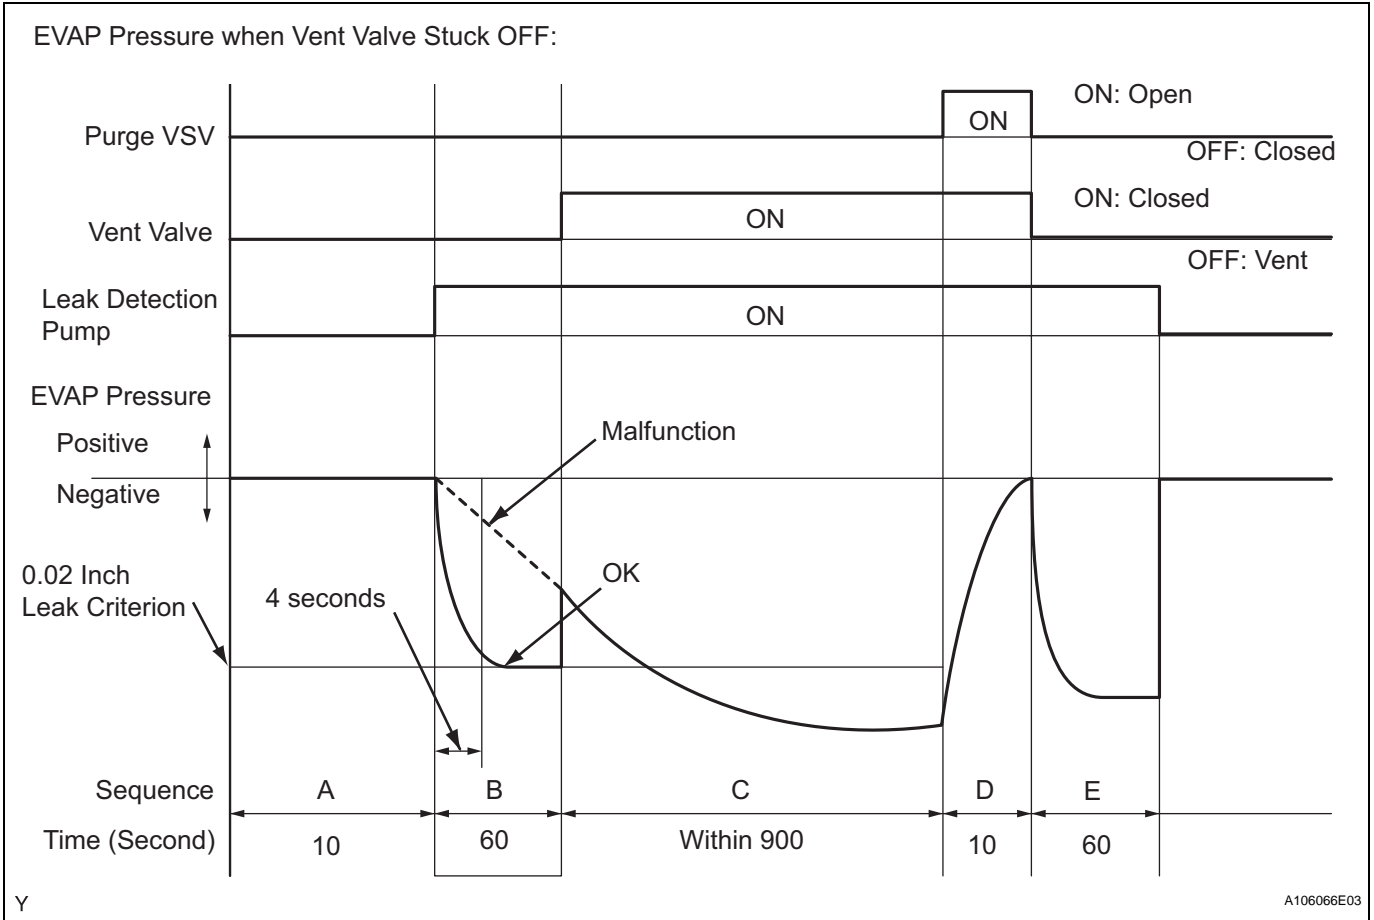 EVAP Pressure when Vent Valve Stuck OFF:
ON: Open
Purge VSV
ON
OFF: Closed
ON: Closed
Vent Valve
ON
OFF: Vent
Leak Detection
Pump
ON
EVAP Pressure
Positive
Malfunction
Negative
0.02 Inch
Leak Criterion
4 seconds
OK
Sequence A B C D E
Time (Second) 10 60 Within 900 10 60
Y
A106066E03